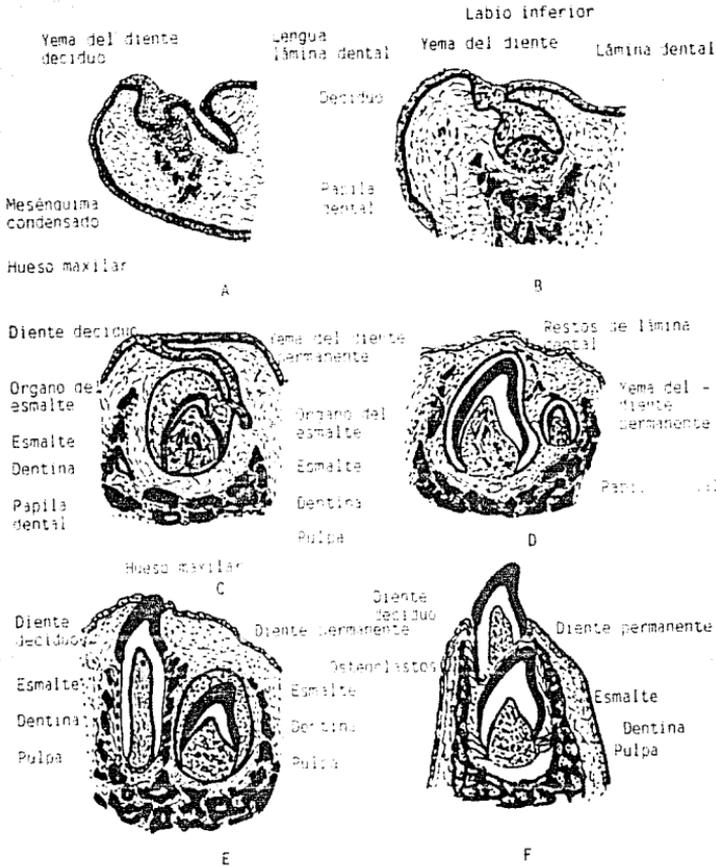 Labio inferior
Yema del diente
deciduo
Lengua
lámina dental
Yema del diente
Lámina dental
Deciduo
Papila
dental
Mesénquima
condensado
Hueso maxilar
A
B
Diente deciduo
Yema del diente
permanente
Restos de lámina
dental
Organo del
esmalte
Organo del
esmalte
Yema del -
diente
permanente
Esmalte
Dentina
Esmalte
Papila
dental
Dentina
Pulpa
D
Hueso maxilar
C
Diente
deciduo
Diente permanente
Diente
deciduo
Diente permanente
Osteoclastos
Esmalte
Dentina
Pulpa
Esmalte
Dentina
Pulpa
Esmalte
Dentina
Pulpa
E
F